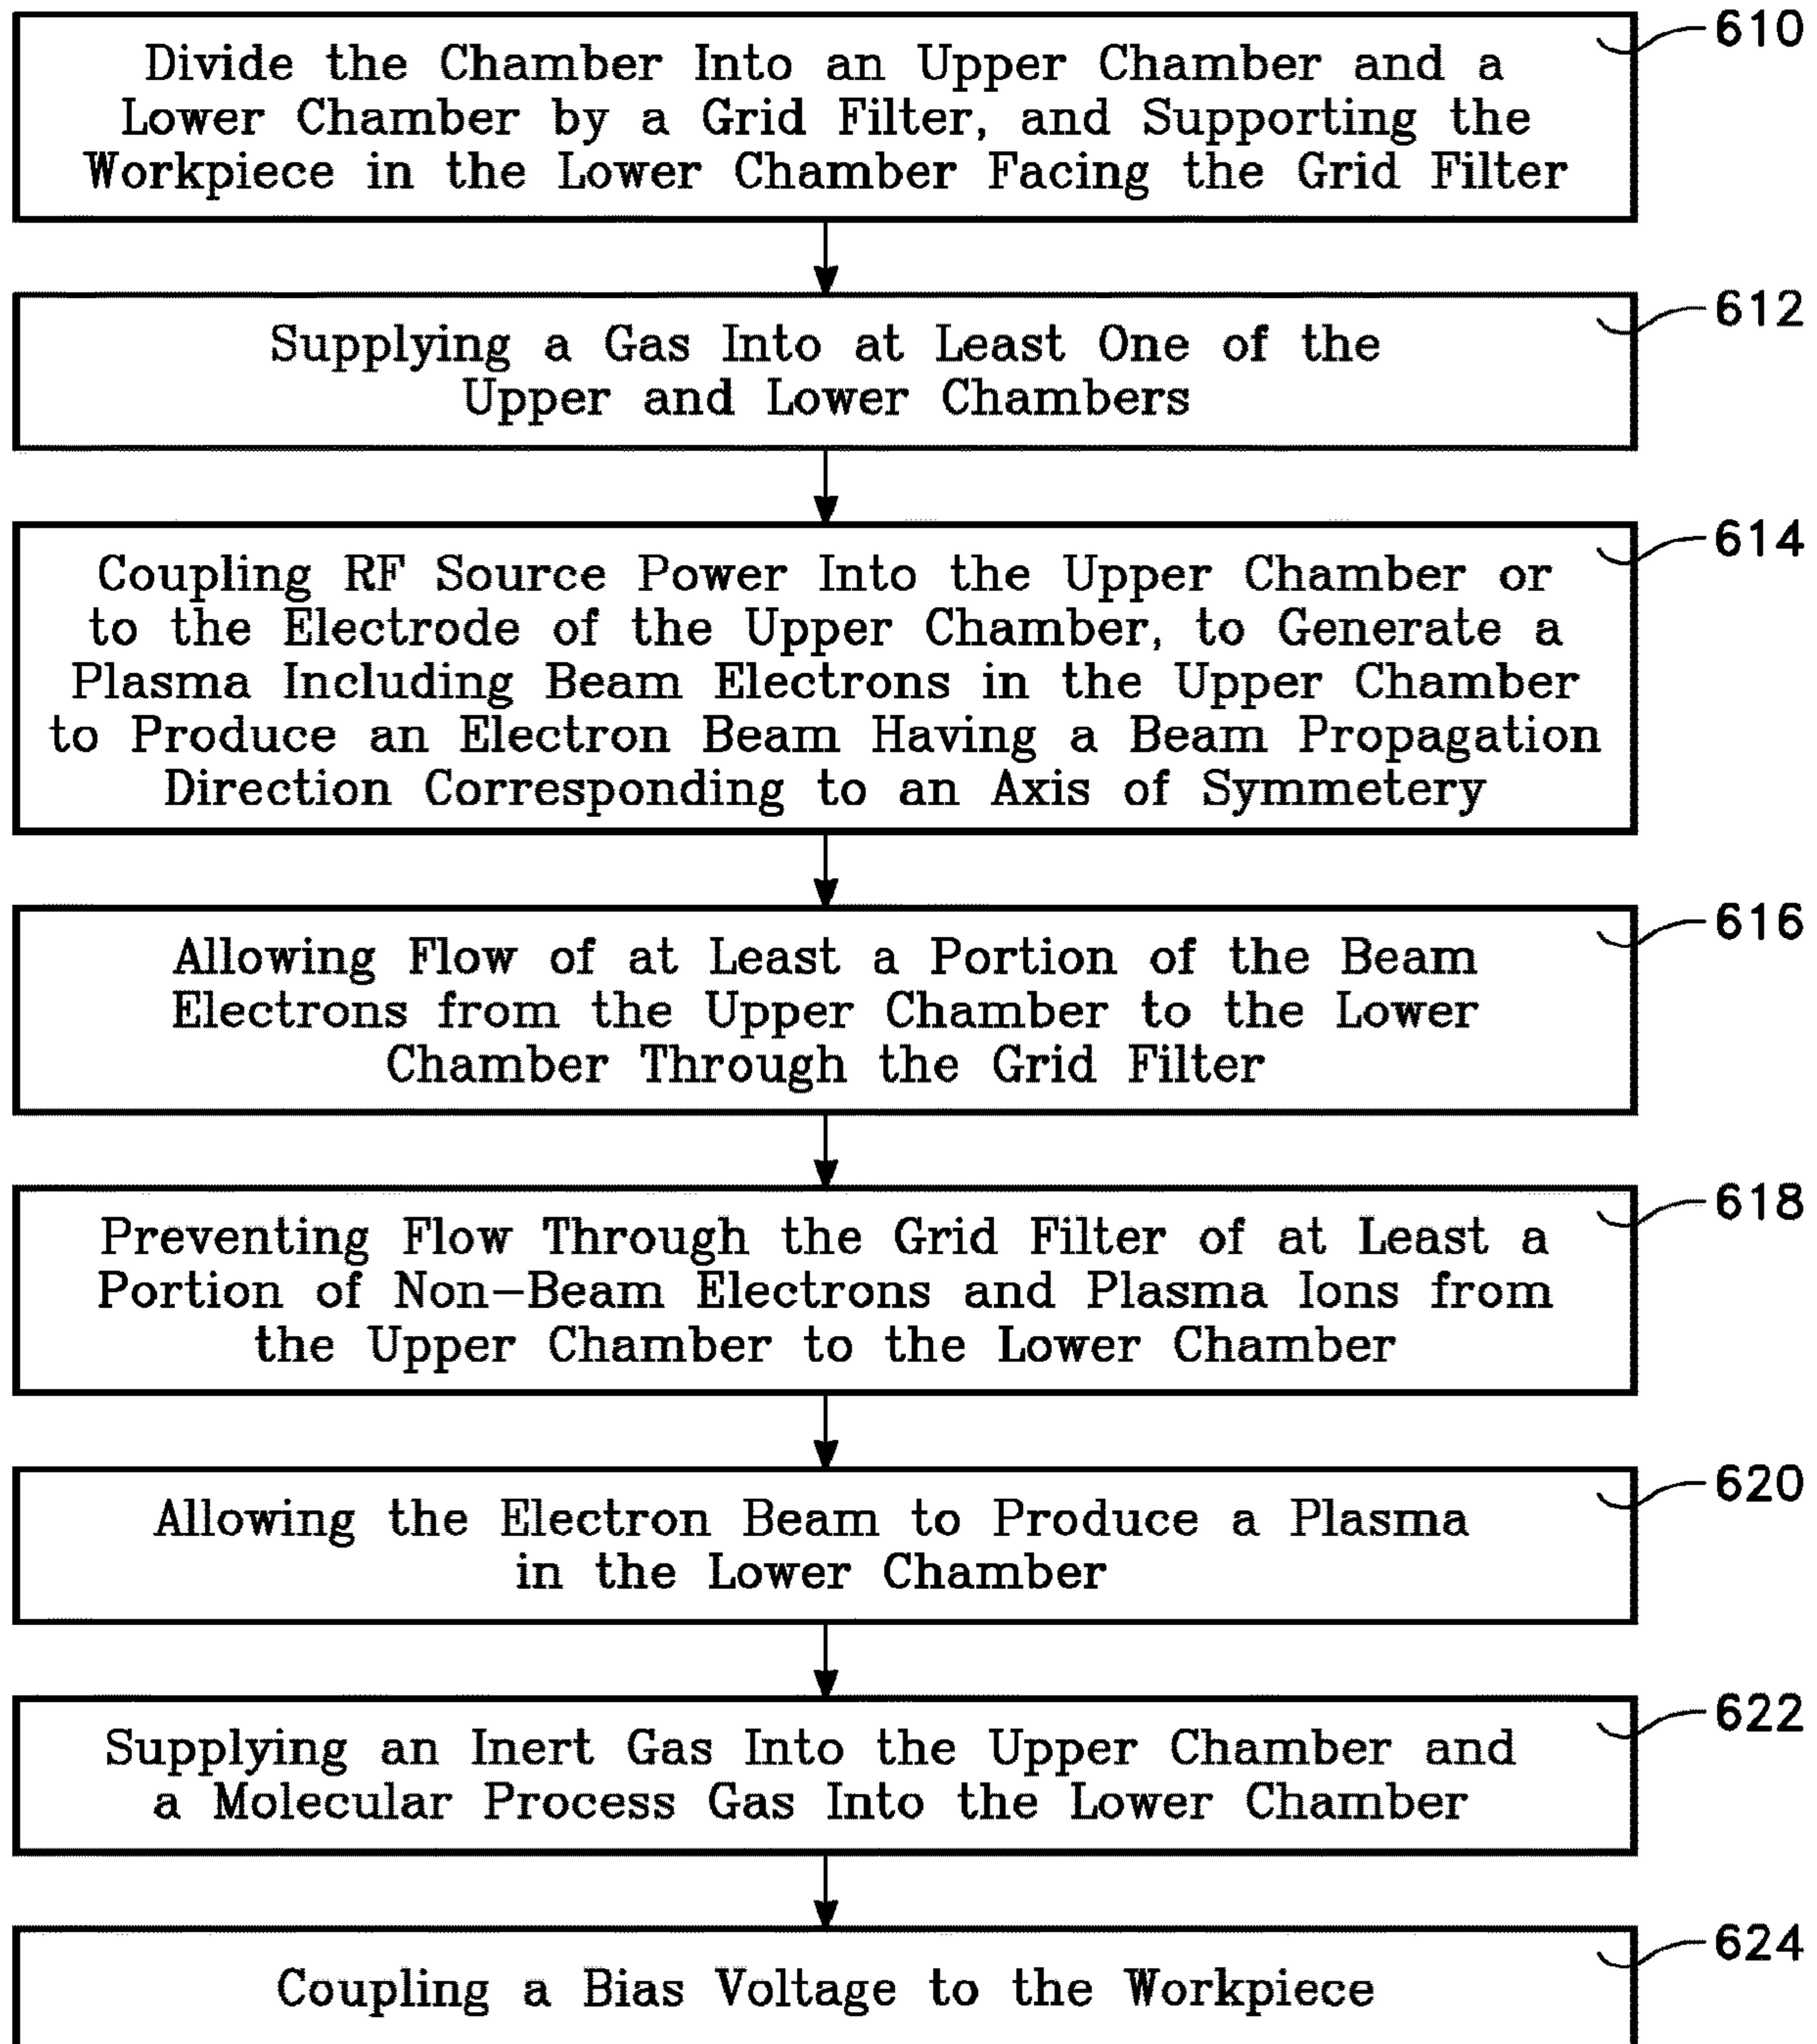 610
Divide the Chamber Into an Upper Chamber and a
Lower Chamber by a Grid Filter, and Supporting the
Workpiece in the Lower Chamber Facing the Grid Filter
612
Supplying a Gas Into at Least One of the
Upper and Lower Chambers
614
Coupling RF Source Power Into the Upper Chamber or
to the Electrode of the Upper Chamber, to Generate a
Plasma Including Beam Electrons in the Upper Chamber
to Produce an Electron Beam Having a Beam Propagation
Direction Corresponding to an Axis of Symmetery
616
Allowing Flow of at Least a Portion of the Beam
Electrons from the Upper Chamber to the Lower
Chamber Through the Grid Filter
618
Preventing Flow Through the Grid Filter of at Least a
Portion of Non-Beam Electrons and Plasma Ions from
the Upper Chamber to the Lower Chamber
620
Allowing the Electron Beam to Produce a Plasma
in the Lower Chamber
622
Supplying an Inert Gas Into the Upper Chamber and
a Molecular Process Gas Into the Lower Chamber
624
Coupling a Bias Voltage to the Workpiece